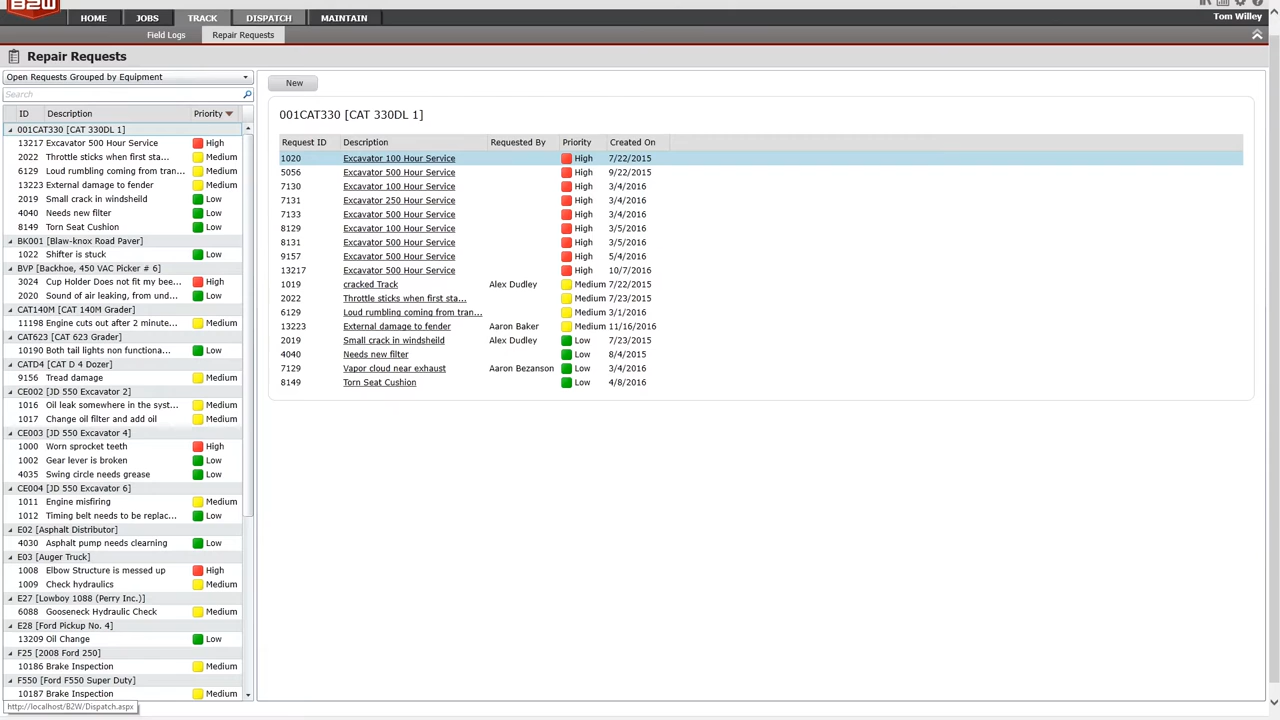 B2W
HOME JOBS TRACK DISPATCH MAINTAIN
Tom Willey
Field Logs Repair Requests
Repair Requests
Open Requests Grouped by Equipment
Search
ID Description Priority
001CAT330 [CAT 330DL 1]
13217 Excavator 500 Hour Service High
2022 Throttle sticks when first sta... Medium
6129 Loud rumbling coming from tran... Medium
13223 External damage to fender Medium
2019 Small crack in windsheild Low
4040 Needs new filter Low
8149 Torn Seat Cushion Low
BK001 [Blaw-knox Road Paver]
1022 Shifter is stuck Low
BVP [Backhoe, 450 VAC Picker # 6]
3024 Cup Holder Does not fit my bee... High
2020 Sound of air leaking, from und... Low
CAT140M [CAT 140M Grader]
11198 Engine cuts out after 2 minute... Medium
CAT623 [CAT 623 Grader]
10190 Both tail lights non functiona... Low
CATD4 [CAT D 4 Dozer]
9156 Tread damage Medium
CE002 [JD 550 Excavator 2]
1016 Oil leak somewhere in the syst... Medium
1017 Change oil filter and add oil Medium
CE003 [JD 550 Excavator 4]
1000 Worn sprocket teeth High
1002 Gear lever is broken Low
4035 Swing circle needs grease Low
CE004 [JD 550 Excavator 6]
1011 Engine misfiring Medium
1012 Timing belt needs to be replac... Low
E02 [Asphalt Distributor]
4030 Asphalt pump needs clearning Low
E03 [Auger Truck]
1008 Elbow Structure is messed up High
1009 Check hydraulics Medium
E27 [Lowboy 1088 (Perry Inc.)]
6088 Gooseneck Hydraulic Check Medium
E28 [Ford Pickup No. 4]
13209 Oil Change Low
F25 [2008 Ford 250]
10186 Brake Inspection Medium
F550 [Ford F550 Super Duty]
10187 Brake Inspection Medium
http://localhost/B2W/Dispatch.aspx
New
001CAT330 [CAT 330DL 1]
Request ID Description Requested By Priority Created On
1020 Excavator 100 Hour Service High 7/22/2015
5056 Excavator 500 Hour Service High 9/22/2015
7130 Excavator 100 Hour Service High 3/4/2016
7131 Excavator 250 Hour Service High 3/4/2016
7133 Excavator 500 Hour Service High 3/4/2016
8129 Excavator 100 Hour Service High 3/5/2016
8131 Excavator 500 Hour Service High 3/5/2016
9157 Excavator 500 Hour Service High 5/4/2016
13217 Excavator 500 Hour Service High 10/7/2016
1019 cracked Track Alex Dudley Medium 7/22/2015
2022 Throttle sticks when first sta... Medium 7/23/2015
6129 Loud rumbling coming from tran... Medium 3/1/2016
13223 External damage to fender Aaron Baker Medium 11/16/2016
2019 Small crack in windsheild Alex Dudley Low 7/23/2015
4040 Needs new filter Low 8/4/2015
7129 Vapor cloud near exhaust Aaron Bezanson Low 3/4/2016
8149 Torn Seat Cushion Low 4/8/2016